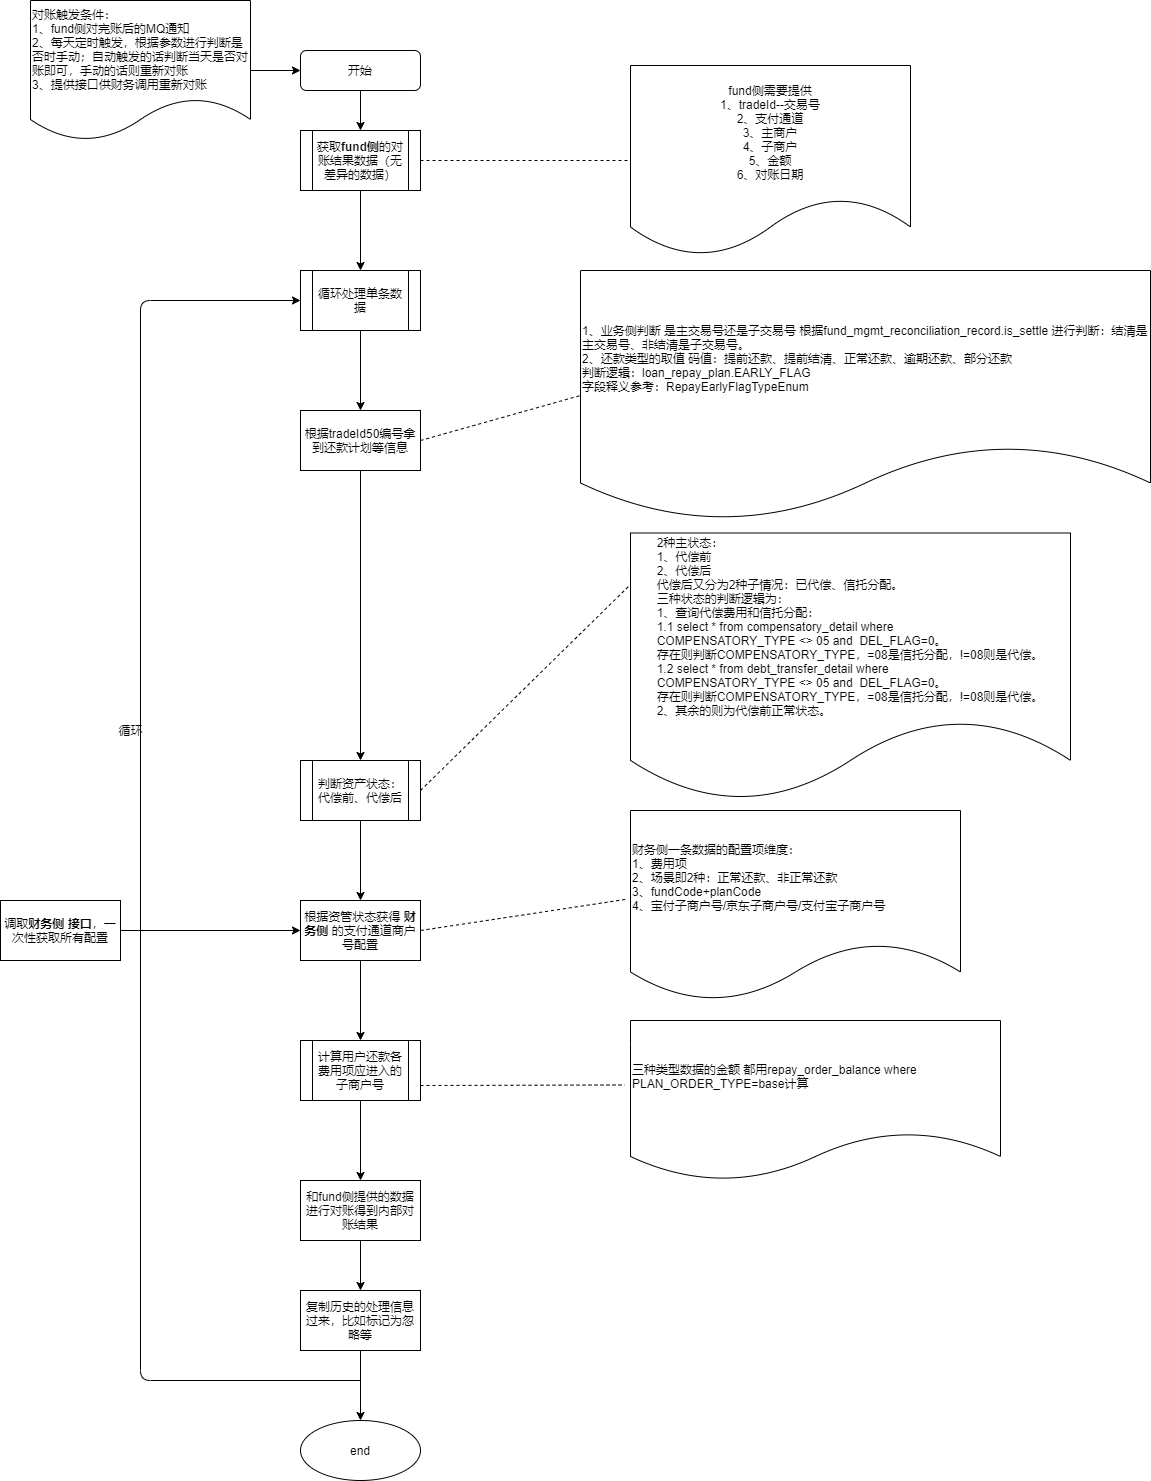 对账触发条件：
1、fund侧对完账后的MQ通知
2、每天定时触发，根据参数进行判断是
否时手动；自动触发的话判断当天是否对
账即可，手动的话则重新对账
3、提供接口供财务调用重新对账
开始
fund侧需要提供
1、tradeId--交易号
2、支付通道
3、主商户
4、子商户
5、金额
6、对账日期
获取fund侧的对
账结果数据（无
差异的数据）
循环处理单条数
据
1、业务侧判断 是主交易号还是子交易号 根据fund_mgmt_reconciliation_record.is_settle 进行判断：结清是
主交易号、非结清是子交易号。
2、还款类型的取值 码值：提前还款、提前结清、正常还款、逾期还款、部分还款
判断逻辑：loan_repay_plan.EARLY_FLAG
字段释义参考：RepayEarlyFlagTypeEnum
根据tradeId50编号拿
到还款计划等信息
2种主状态：
1、代偿前
2、代偿后
代偿后又分为2种子情况：已代偿、信托分配。
三种状态的判断逻辑为：
1、查询代偿费用和信托分配：
1.1 select * from compensatory_detail where
COMPENSATORY_TYPE <> 05 and  DEL_FLAG=0。
存在则判断COMPENSATORY_TYPE，=08是信托分配，!=08则是代偿。
1.2 select * from debt_transfer_detail where
COMPENSATORY_TYPE <> 05 and  DEL_FLAG=0。
存在则判断COMPENSATORY_TYPE，=08是信托分配，!=08则是代偿。
2、其余的则为代偿前正常状态。
循环
判断资产状态：
代偿前、代偿后
财务侧一条数据的配置项维度：
1、费用项
2、场景即2种：正常还款、非正常还款
3、fundCode+planCode
4、宝付子商户号/京东子商户号/支付宝子商户号
调取财务侧 接口，一
次性获取所有配置
根据资管状态获得 财
务侧 的支付通道商户
号配置
计算用户还款各
费用项应进入的
子商户号
三种类型数据的金额 都用repay_order_balance where
PLAN_ORDER_TYPE=base计算
和fund侧提供的数据
进行对账得到内部对
账结果
复制历史的处理信息
过来，比如标记为忽
略等
end